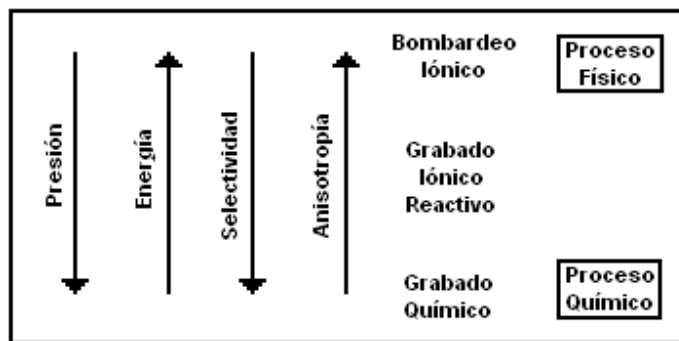 Presión
Energía
Selectividad
Anisotropía
Bombardeo
Iónico
Proceso
Físico
Grabado
Iónico
Reactivo
Grabado
Químico
Proceso
Químico